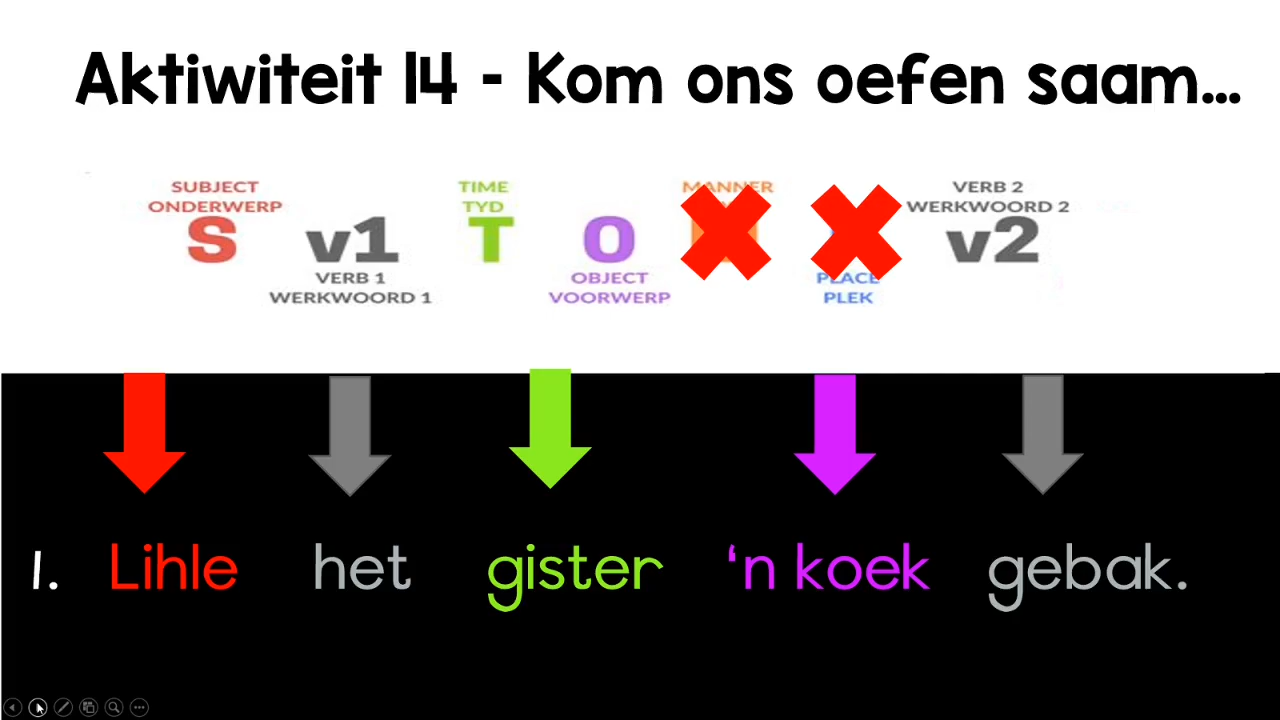 Aktiwiteit 14 - Kom ons oefen saam...
SUBJECT
ONDERWERP
S
v1
VERB 1
WERKWOORD 1
TIME
TYD
T
O
OBJECT
VOORWERP
MANNER
PLACE
PLEK
VERB 2
WERKWOORD 2
v2
1. Lihle het gister ‘n koek gebak.